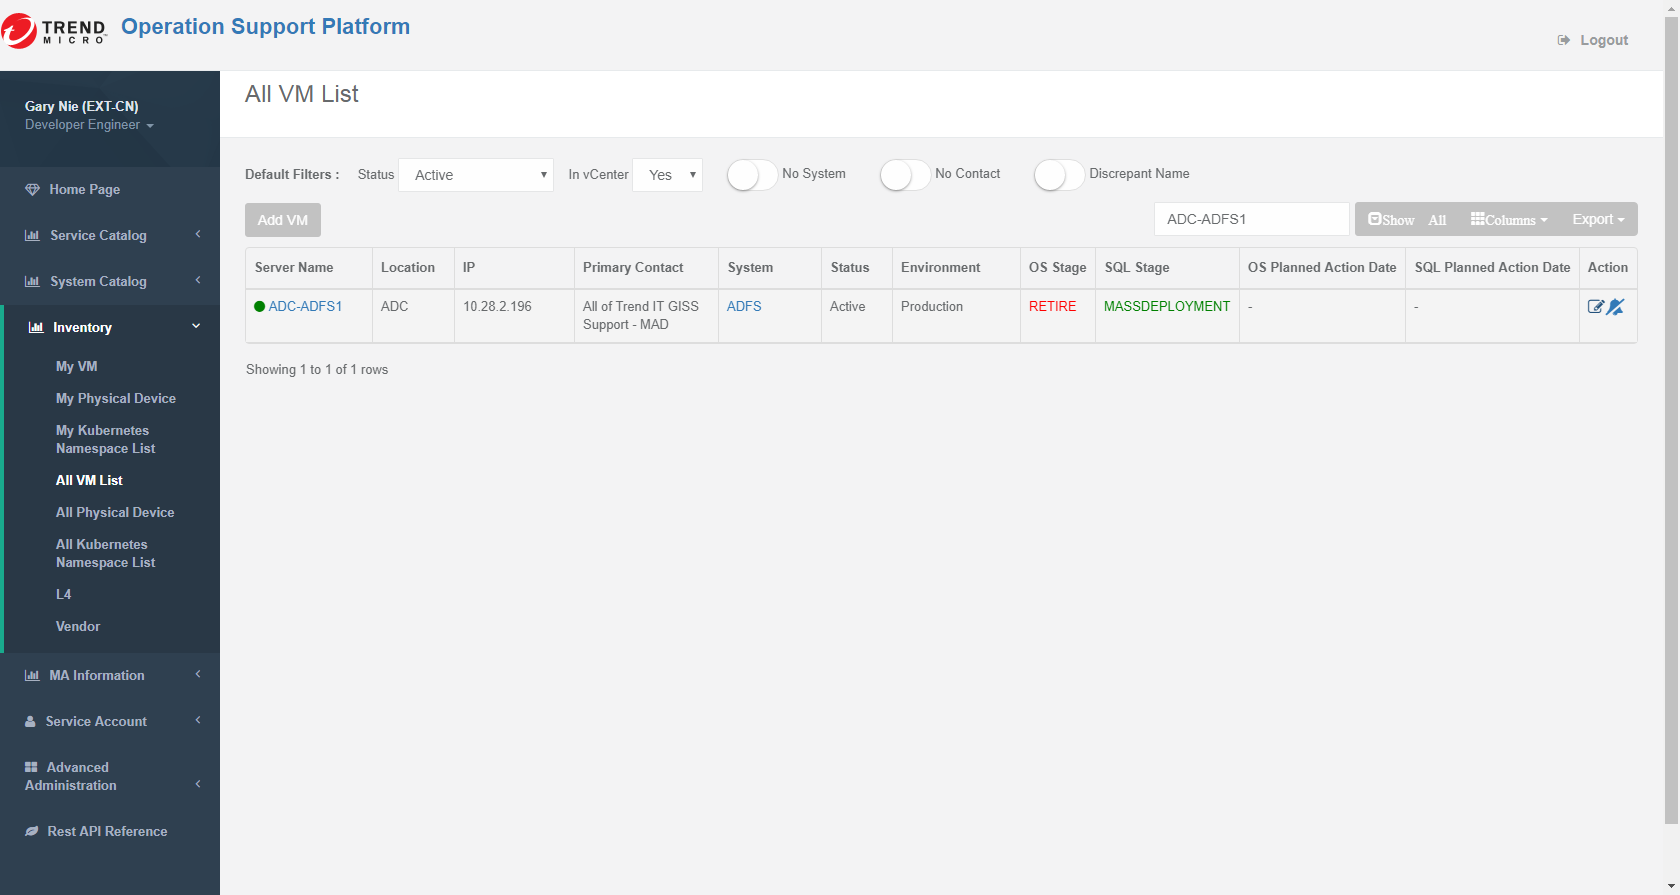 TREND MICRO
Operation Support Platform
Logout
Gary Nie (EXT-CN)
Developer Engineer
Home Page
Service Catalog
System Catalog
Inventory
My VM
My Physical Device
My Kubernetes
Namespace List
All VM List
All Physical Device
All Kubernetes
Namespace List
L4
Vendor
MA Information
Service Account
Advanced
Administration
Rest API Reference
All VM List
Default Filters : Status Active In vCenter Yes No System No Contact Discrepant Name
Add VM ADC-ADFS1 Show All Columns Export
Server Name Location IP Primary Contact System Status Environment OS Stage SQL Stage OS Planned Action Date SQL Planned Action Date Action
ADC-ADFS1 ADC 10.28.2.196 All of Trend IT GISS ADFS Active Production RETIRE MASSDEPLOYMENT - -
Support - MAD
Showing 1 to 1 of 1 rows